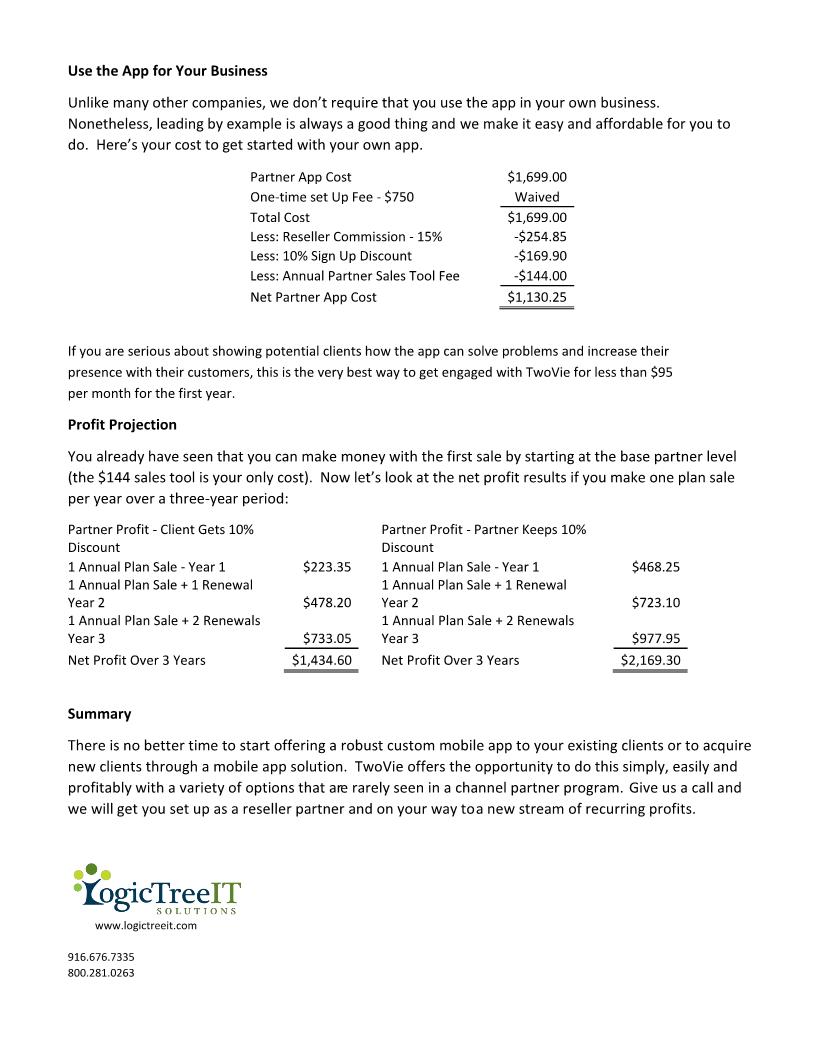 Use the App for Your Business
Unlike many other companies, we don’t require that you use the app in your own business.
Nonetheless, leading by example is always a good thing and we make it easy and affordable for you to
do.  Here’s your cost to get started with your own app.
Partner App Cost $1,699.00
One-time set Up Fee - $750 Waived
Total Cost $1,699.00
Less: Reseller Commission - 15% -$254.85
Less: 10% Sign Up Discount -$169.90
Less: Annual Partner Sales Tool Fee -$144.00
Net Partner App Cost $1,130.25
If you are serious about showing potential clients how the app can solve problems and increase their
presence with their customers, this is the very best way to get engaged with TwoVie for less than $95
per month for the first year.
Profit Projection
You already have seen that you can make money with the first sale by starting at the base partner level
(the $144 sales tool is your only cost).  Now let’s look at the net profit results if you make one plan sale
per year over a three-year period:
Partner Profit - Client Gets 10%
Discount
1 Annual Plan Sale - Year 1 $223.35
1 Annual Plan Sale + 1 Renewal
Year 2 $478.20
1 Annual Plan Sale + 2 Renewals
Year 3 $733.05
Net Profit Over 3 Years $1,434.60
Partner Profit - Partner Keeps 10%
Discount
1 Annual Plan Sale - Year 1 $468.25
1 Annual Plan Sale + 1 Renewal
Year 2 $723.10
1 Annual Plan Sale + 2 Renewals
Year 3 $977.95
Net Profit Over 3 Years $2,169.30
Summary
There is no better time to start offering a robust custom mobile app to your existing clients or to acquire
new clients through a mobile app solution.  TwoVie offers the opportunity to do this simply, easily and
profitably with a variety of options that are rarely seen in a channel partner program.  Give us a call and
we will get you set up as a reseller partner and on your way to a new stream of recurring profits.
LogicTreeIT
SOLUTIONS
www.logictreeit.com
916.676.7335
800.281.0263